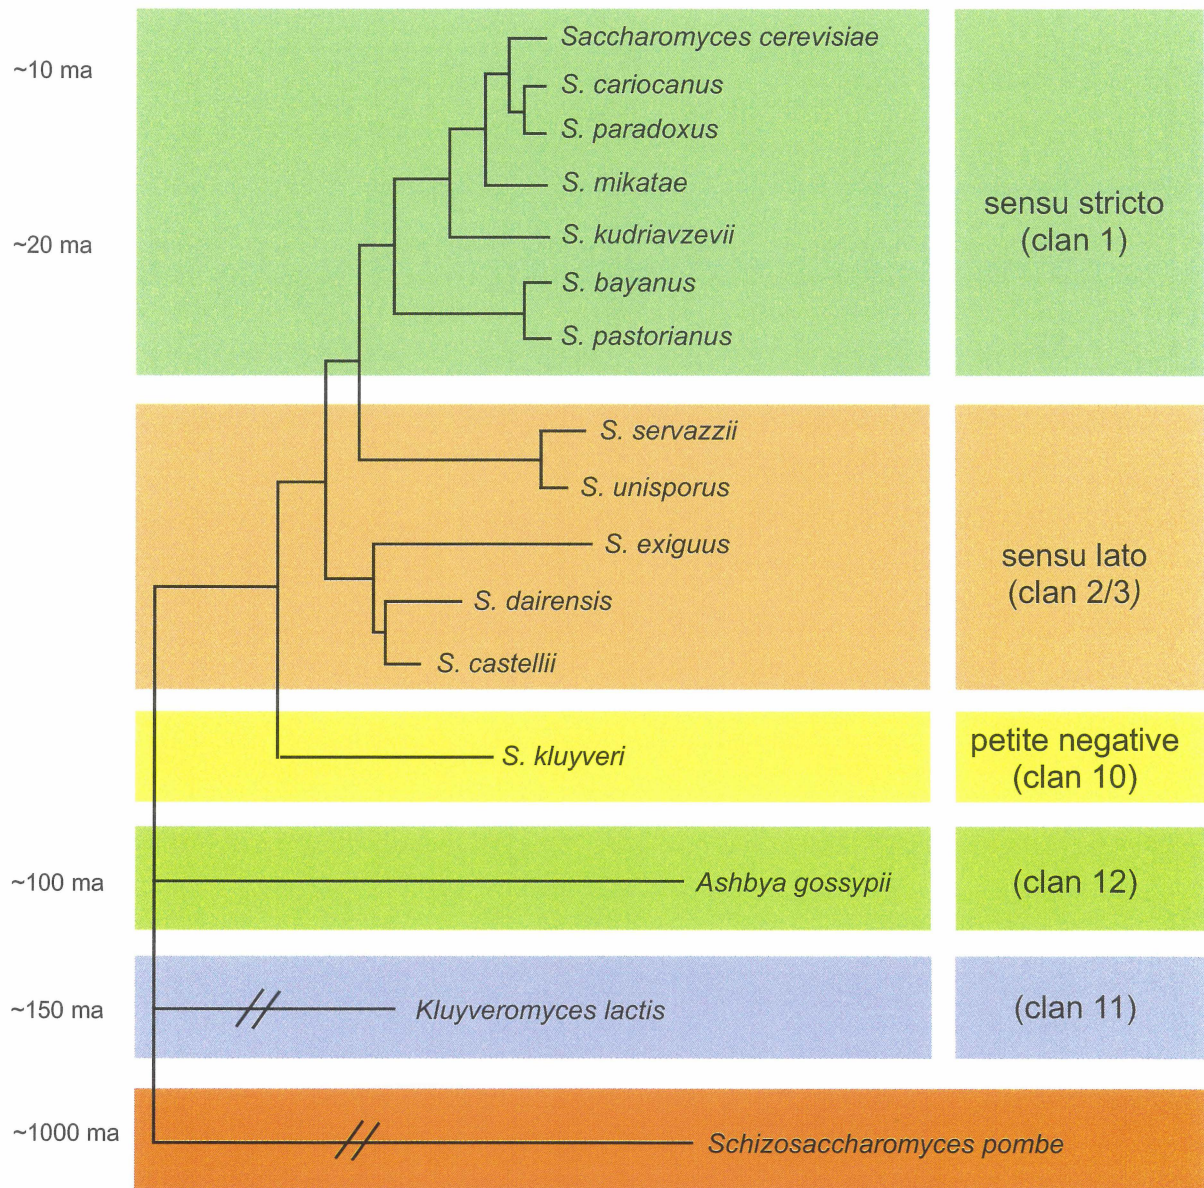 ~10 ma
~20 ma
~100 ma
~150 ma
~1000 ma
Saccharomyces cerevisiae
S. cariocanus
S. paradoxus
S. mikatae
S. kudriavzevii
S. bayanus
S. pastorianus
sensu stricto
(clan 1)
S. servazzii
S. unisporus
S. exiguus
S. dairensis
S. castellii
sensu lato
(clan 2/3)
S. kluyveri
petite negative
(clan 10)
Ashbya gossypii
(clan 12)
Kluyveromyces lactis
(clan 11)
Schizosaccharomyces pombe